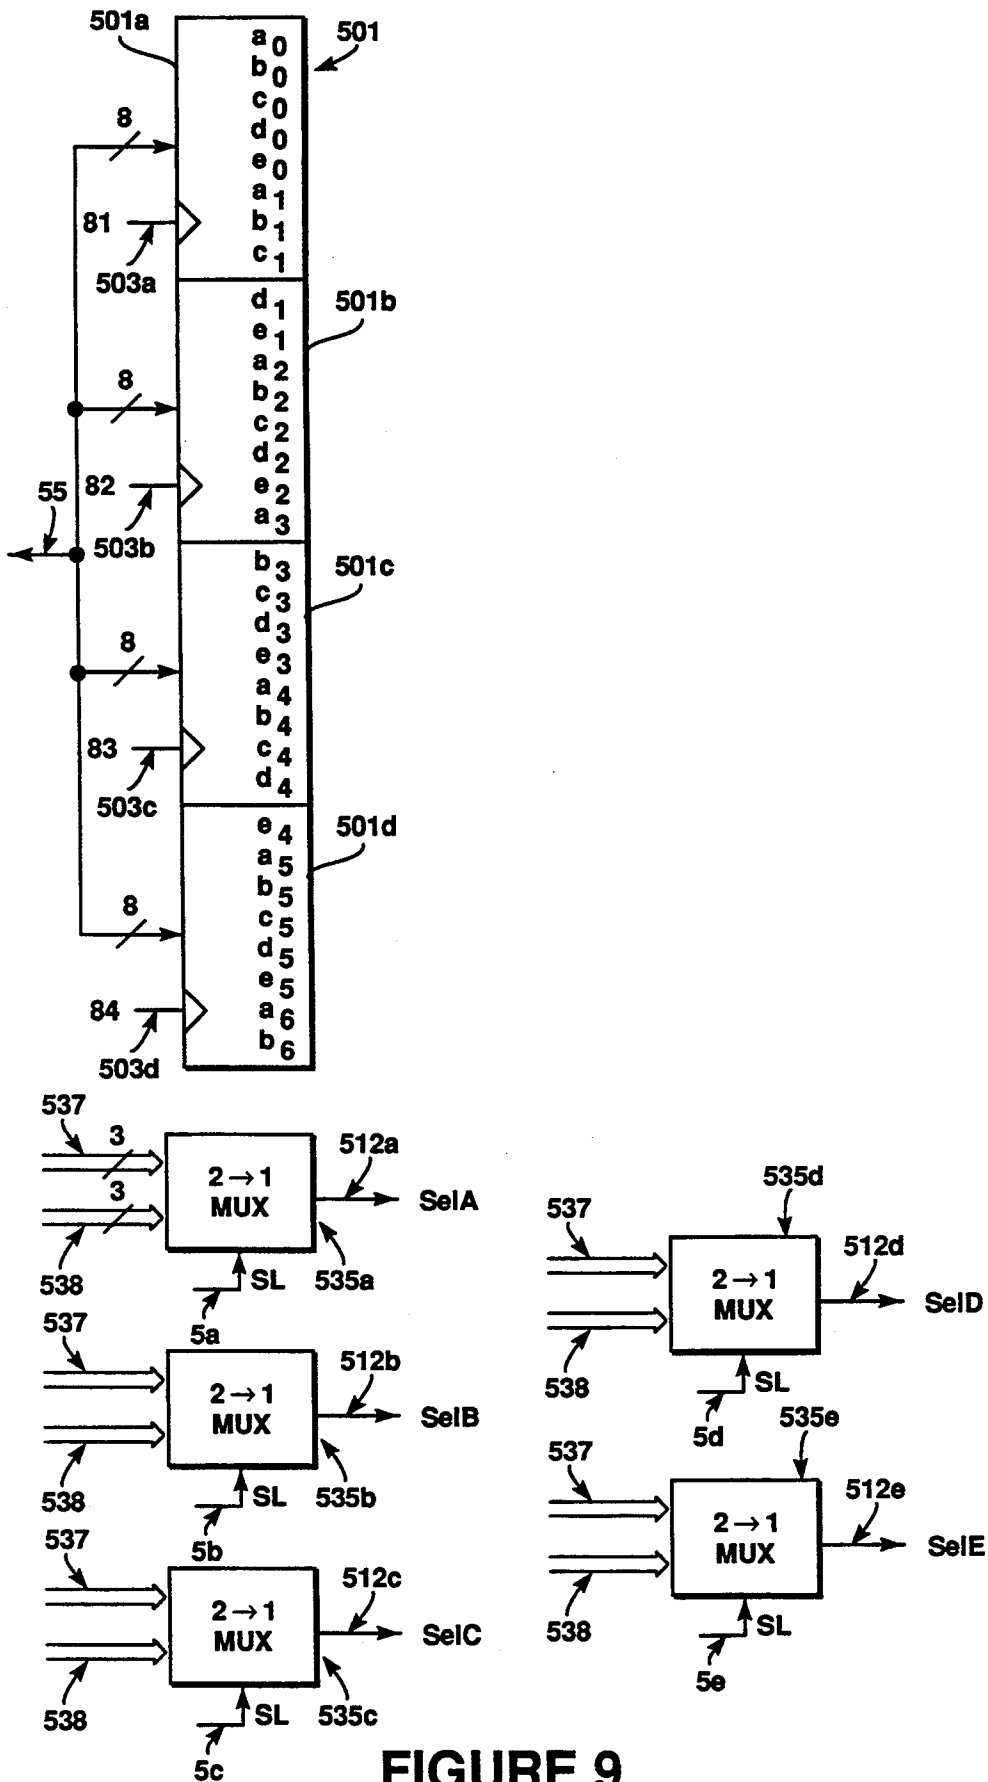 501a
501
a0
b0
c0
d0
e0
a1
b1
c1
8
81
503a
d1
e1
a2
b2
c2
d2
e2
a3
501b
8
82
55
503b
b3
c3
d3
e3
a4
b4
c4
d4
501c
8
83
503c
e4
a5
b5
c5
d5
e5
a6
b6
501d
8
84
503d
537
3
3
538
2→1
MUX
512a
SelA
535a
SL
5a
537
538
2→1
MUX
512b
SelB
535b
SL
5b
537
538
2→1
MUX
512c
SelC
535c
SL
5c
537
538
2→1
MUX
535d
512d
SelD
SL
5d
537
538
2→1
MUX
535e
512e
SelE
SL
5e
FIGURE 9